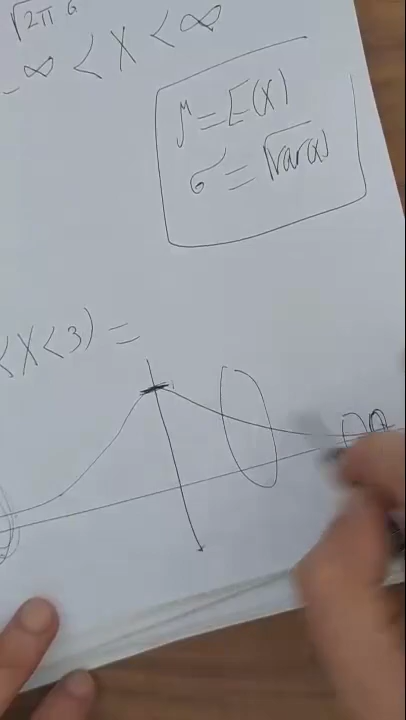 √2π σ
-∞ < X < ∞
μ = E(X)
σ = √Var(X)
<X<3) =